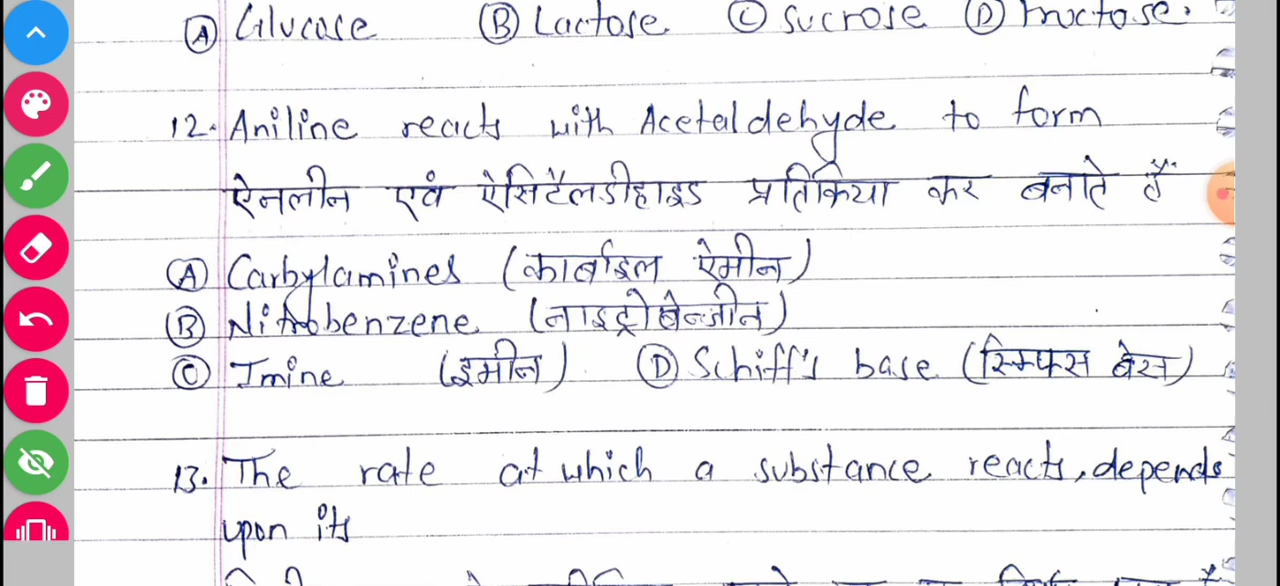 Ⓐ Glucose Ⓑ Lactose Ⓒ Sucrose Ⓓ Fructose.
12. Aniline reacts with Acetaldehyde to form
ऐनलीन एवं ऐसिटैलडीहाइड प्रतिक्रिया कर बनाते हैं
Ⓐ Carbylamines (कार्बाइल ऐमीन)
Ⓑ Nitrobenzene (नाइट्रोबेन्जीन)
Ⓒ Imine (इमीन) Ⓓ Schiff's base (स्म्फिस बेस)
13. The rate at which a substance reacts, depends
upon its